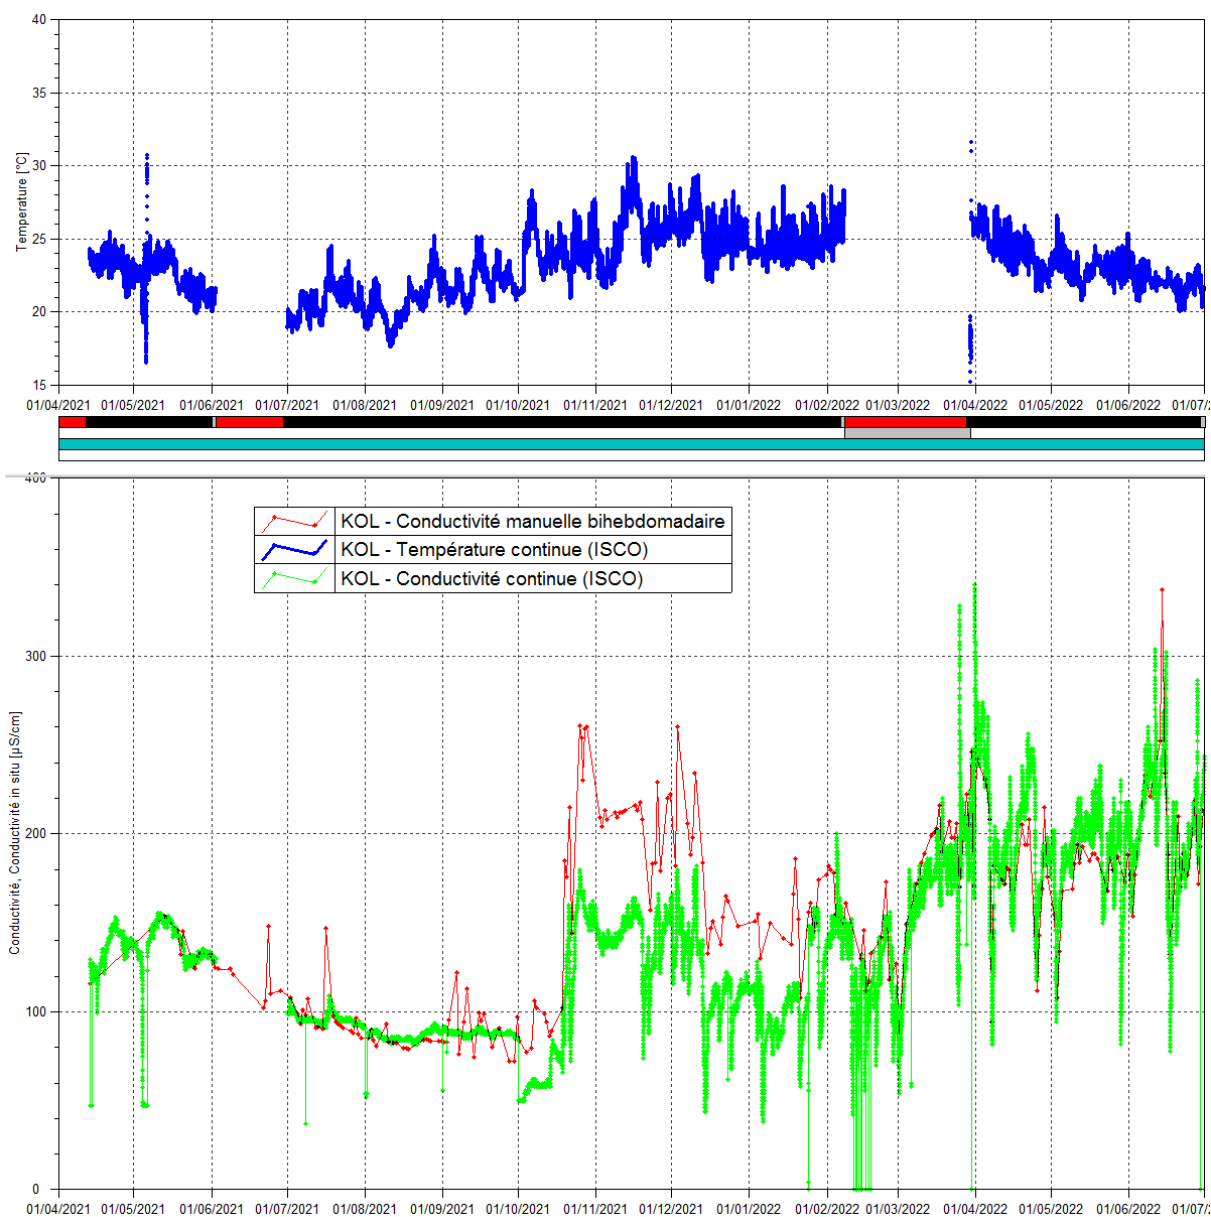 40
35
30
25
20
15
Temperature [°C]
01/04/2021 01/05/2021 01/06/2021 01/07/2021 01/08/2021 01/09/2021 01/10/2021 01/11/2021 01/12/2021 01/01/2022 01/02/2022 01/03/2022 01/04/2022 01/05/2022 01/06/2022 01/07/2
400
300
200
100
0
Conductivité, Conductivité in situ [µS/cm]
KOL - Conductivité manuelle bihebdomadaire
KOL - Température continue (ISCO)
KOL - Conductivité continue (ISCO)
01/04/2021 01/05/2021 01/06/2021 01/07/2021 01/08/2021 01/09/2021 01/10/2021 01/11/2021 01/12/2021 01/01/2022 01/02/2022 01/03/2022 01/04/2022 01/05/2022 01/06/2022 01/07/2